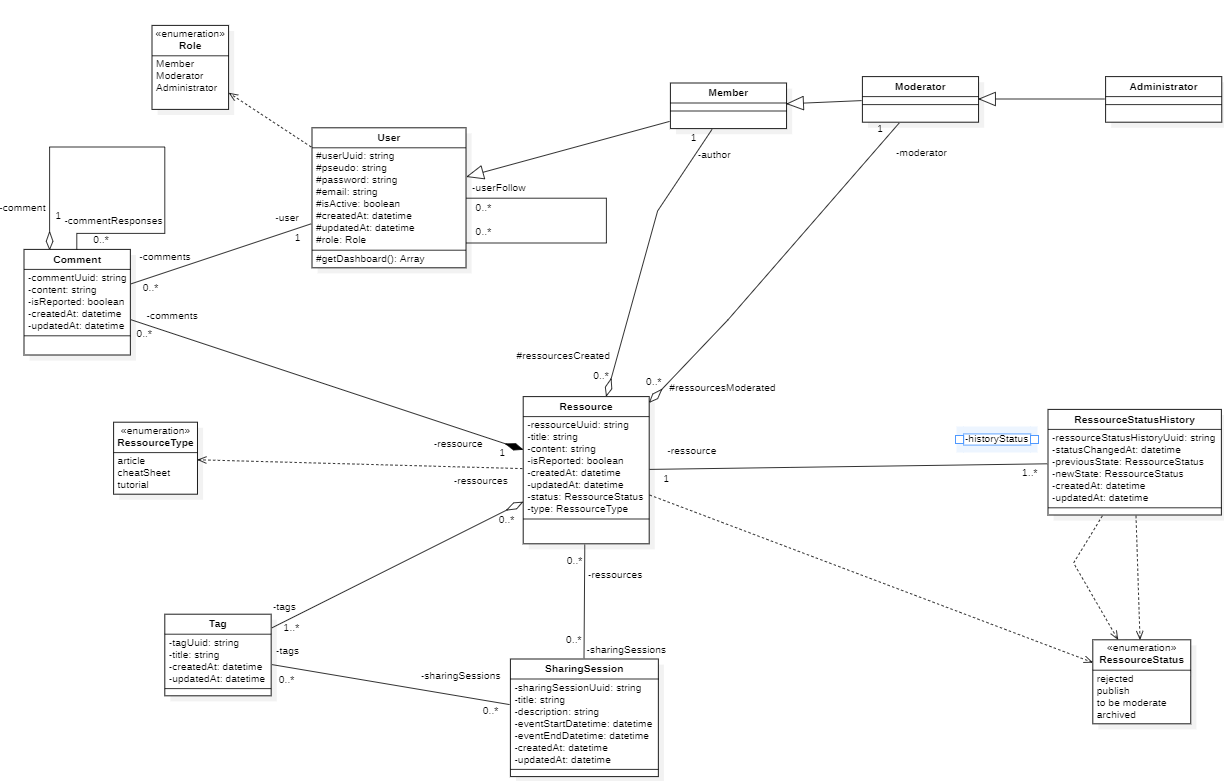 «enumeration»
Role
Member
Moderator
Administrator
User
#userUuid: string
#pseudo: string
#password: string
#email: string
#isActive: boolean
#createdAt: datetime
#updatedAt: datetime
#role: Role
#getDashboard(): Array
Member
Moderator
Administrator
1
-author
1
-moderator
-userFollow
0..*
0..*
-comment
1
-commentResponses
0..*
-user
1
Comment
-commentUuid: string
-content: string
-isReported: boolean
-createdAt: datetime
-updatedAt: datetime
-comments
0..*
-comments
0..*
#ressourcesCreated
0..*
0..*
#ressourcesModerated
Ressource
-ressourceUuid: string
-title: string
-content: string
-isReported: boolean
-createdAt: datetime
-updatedAt: datetime
-status: RessourceStatus
-type: RessourceType
-ressource
1
-ressources
0..*
-ressource
1
-historyStatus
1..*
RessourceStatusHistory
-ressourceStatusHistoryUuid: string
-statusChangedAt: datetime
-previousState: RessourceStatus
-newState: RessourceStatus
-createdAt: datetime
-updatedAt: datetime
«enumeration»
RessourceType
article
cheatSheet
tutorial
0..*
-ressources
0..*
-sharingSessions
-tags
1..*
Tag
-tagUuid: string
-title: string
-createdAt: datetime
-updatedAt: datetime
-tags
0..*
-sharingSessions
0..*
SharingSession
-sharingSessionUuid: string
-title: string
-description: string
-eventStartDatetime: datetime
-eventEndDatetime: datetime
-createdAt: datetime
-updatedAt: datetime
«enumeration»
RessourceStatus
rejected
publish
to be moderate
archived